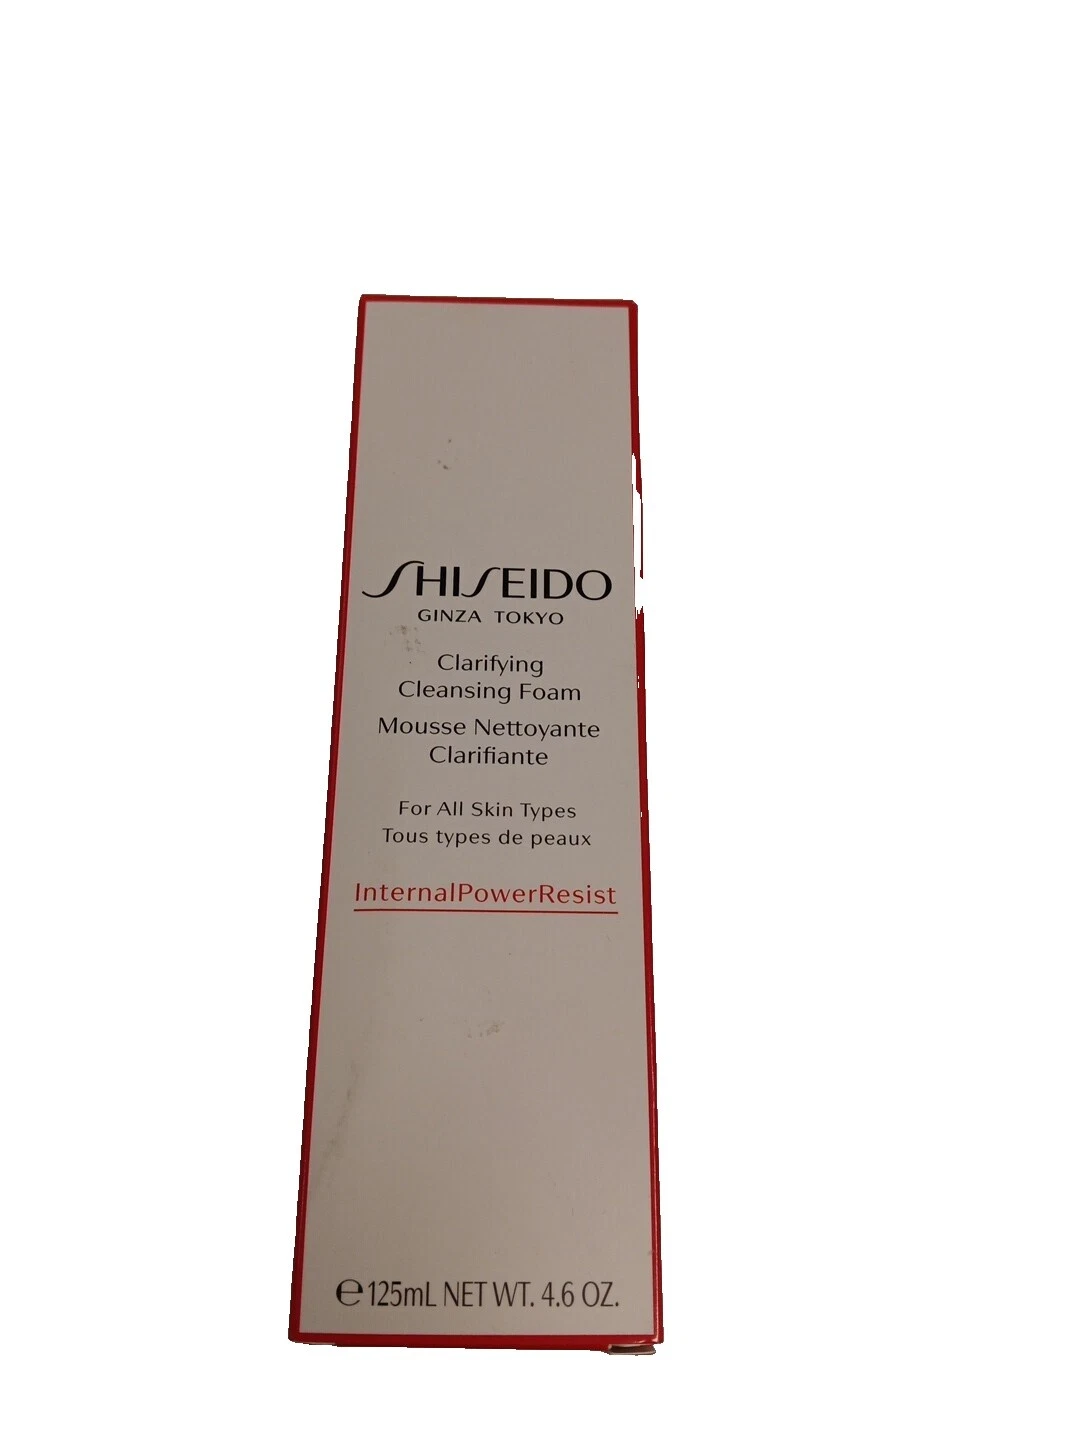 SHISEIDO
GINZA TOKYO
Clarifying
Cleansing Foam
Mousse Nettoyante
Clarifiante
For All Skin Types
Tous types de peaux
InternalPowerResist
℮125mL NET WT. 4.6 OZ.